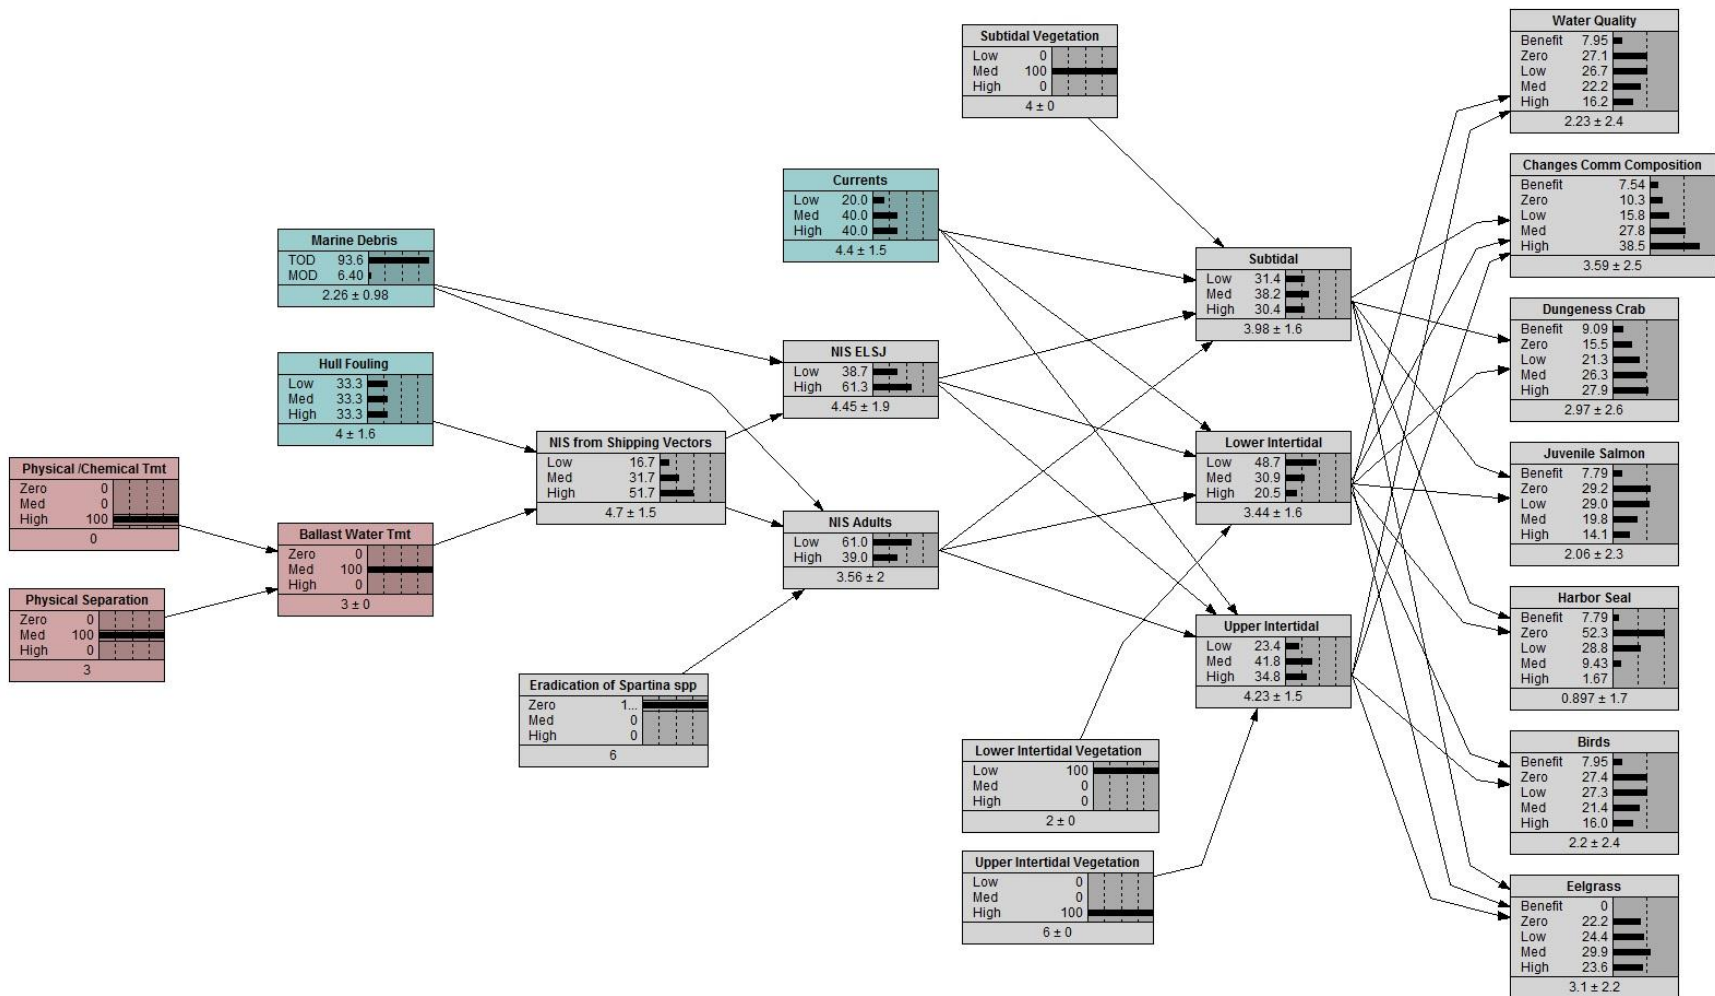 Physical /Chemical Tmt
Zero 0
Med 0
High 100
0
Physical Separation
Zero 0
Med 100
High 0
3
Marine Debris
TOD 93.6
MOD 6.40
2.26 ± 0.98
Hull Fouling
Low 33.3
Med 33.3
High 33.3
4 ± 1.6
Ballast Water Tmt
Zero 0
Med 100
High 0
3 ± 0
NIS from Shipping Vectors
Low 16.7
Med 31.7
High 51.7
4.7 ± 1.5
Eradication of Spartina spp
Zero 1...
Med 0
High 0
6
Currents
Low 20.0
Med 40.0
High 40.0
4.4 ± 1.5
NIS ELSJ
Low 38.7
High 61.3
4.45 ± 1.9
NIS Adults
Low 61.0
High 39.0
3.56 ± 2
Subtidal Vegetation
Low 0
Med 100
High 0
4 ± 0
Lower Intertidal Vegetation
Low 100
Med 0
High 0
2 ± 0
Upper Intertidal Vegetation
Low 0
Med 0
High 100
6 ± 0
Subtidal
Low 31.4
Med 38.2
High 30.4
3.98 ± 1.6
Lower Intertidal
Low 48.7
Med 30.9
High 20.5
3.44 ± 1.6
Upper Intertidal
Low 23.4
Med 41.8
High 34.8
4.23 ± 1.5
Water Quality
Benefit 7.95
Zero 27.1
Low 26.7
Med 22.2
High 16.2
2.23 ± 2.4
Changes Comm Composition
Benefit 7.54
Zero 10.3
Low 15.8
Med 27.8
High 38.5
3.59 ± 2.5
Dungeness Crab
Benefit 9.09
Zero 15.5
Low 21.3
Med 26.3
High 27.9
2.97 ± 2.6
Juvenile Salmon
Benefit 7.79
Zero 29.2
Low 29.0
Med 19.8
High 14.1
2.06 ± 2.3
Harbor Seal
Benefit 7.79
Zero 52.3
Low 28.8
Med 9.43
High 1.67
0.897 ± 1.7
Birds
Benefit 7.95
Zero 27.4
Low 27.3
Med 21.4
High 16.0
2.2 ± 2.4
Eelgrass
Benefit 0
Zero 22.2
Low 24.4
Med 29.9
High 23.6
3.1 ± 2.2